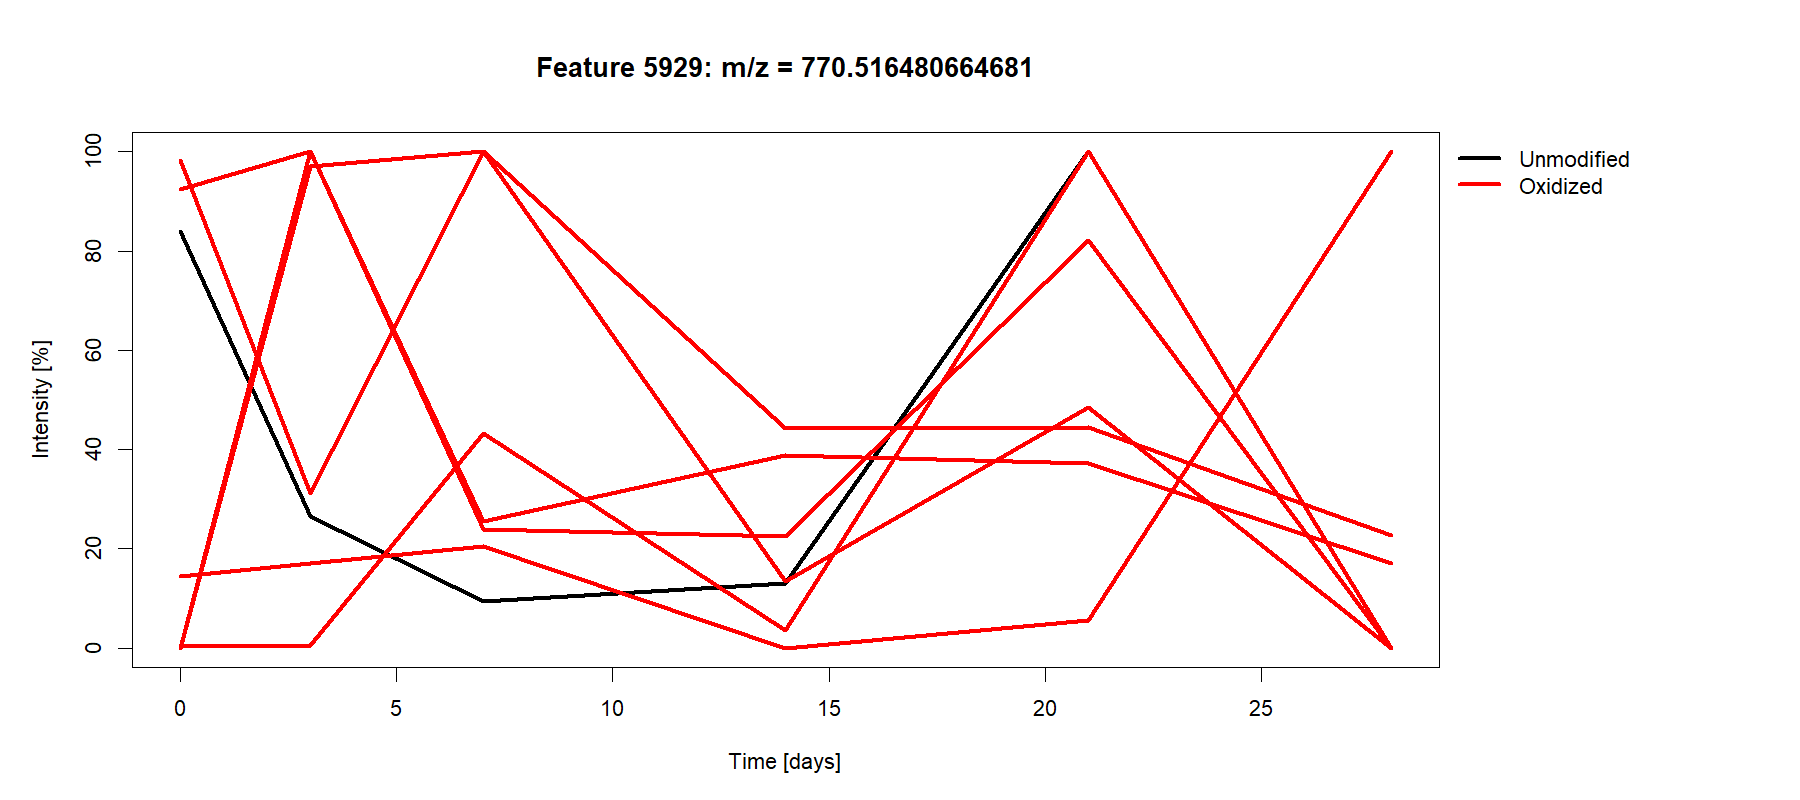 Feature 5929: m/z = 770.516480664681
Unmodified
Oxidized
Intensity [%]
100
80
60
40
20
0
0 5 10 15 20 25
Time [days]